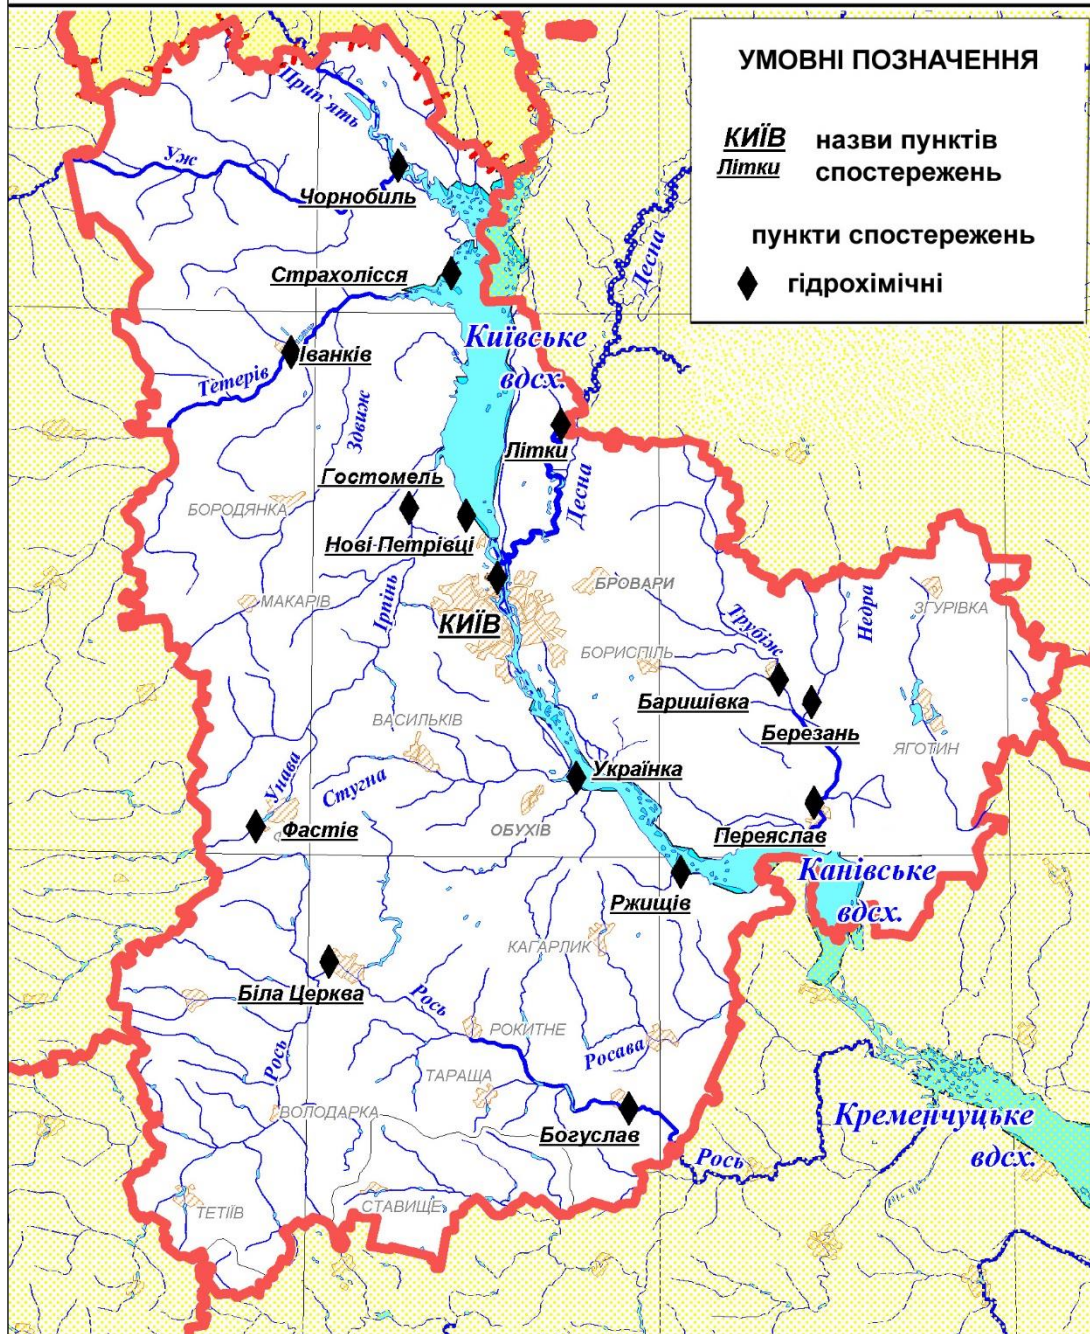 УМОВНІ ПОЗНАЧЕННЯ
КИЇВ назви пунктів
Літки спостережень
пункти спостережень
гідрохімічні
Прип`ять
Уж
Чорнобиль
Десна
Страхолісся
Київське
вдсх.
Іванків
Тетерів
Здвиж
Літки
Гостомель
Десна
БОРОДЯНКА
Нові Петрівці
БРОВАРИ
Недра
МАКАРІВ
Ірпінь
КИЇВ
ЗГУРІВКА
Трубіж
БОРИСПІЛЬ
Баришівка
ВАСИЛЬКІВ
Березань
ЯГОТИН
Українка
Унава
Стугна
Фастів
ОБУХІВ
Переяслав
Канівське
вдсх.
Ржищів
КАГАРЛИК
Біла Церква
Рось
РОКИТНЕ
Росава
Рось
ТАРАЩА
ВОЛОДАРКА
Богуслав
Кременчуцьке
вдсх.
Рось
СТАВИЩЕ
ТЕТІЇВ